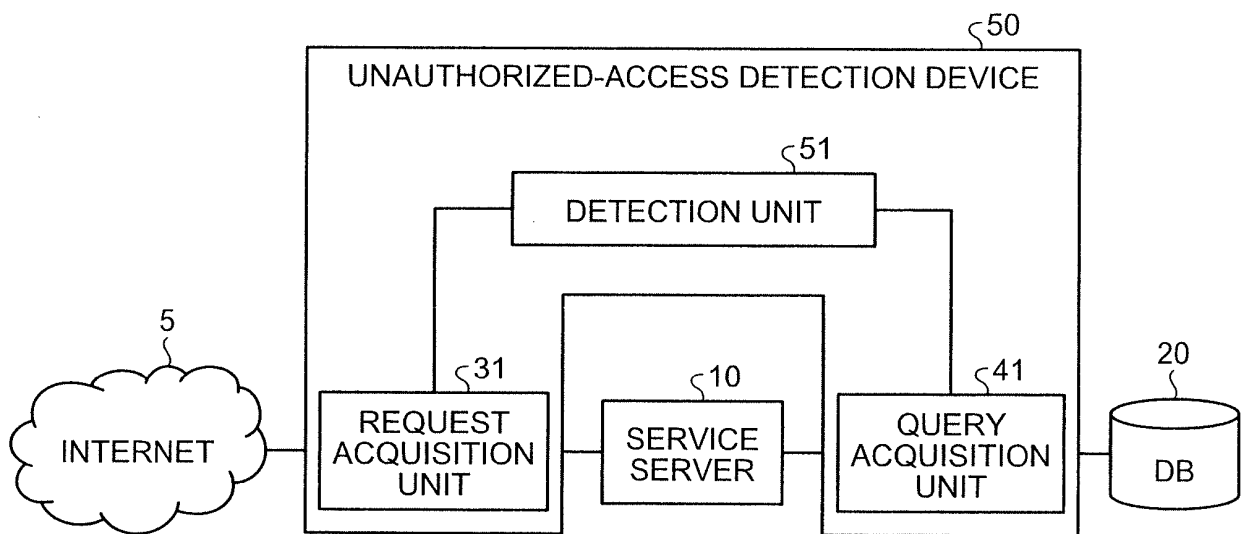 50
UNAUTHORIZED-ACCESS DETECTION DEVICE
51
DETECTION UNIT
5
INTERNET
31
REQUEST
ACQUISITION
UNIT
10
SERVICE
SERVER
41
QUERY
ACQUISITION
UNIT
20
DB